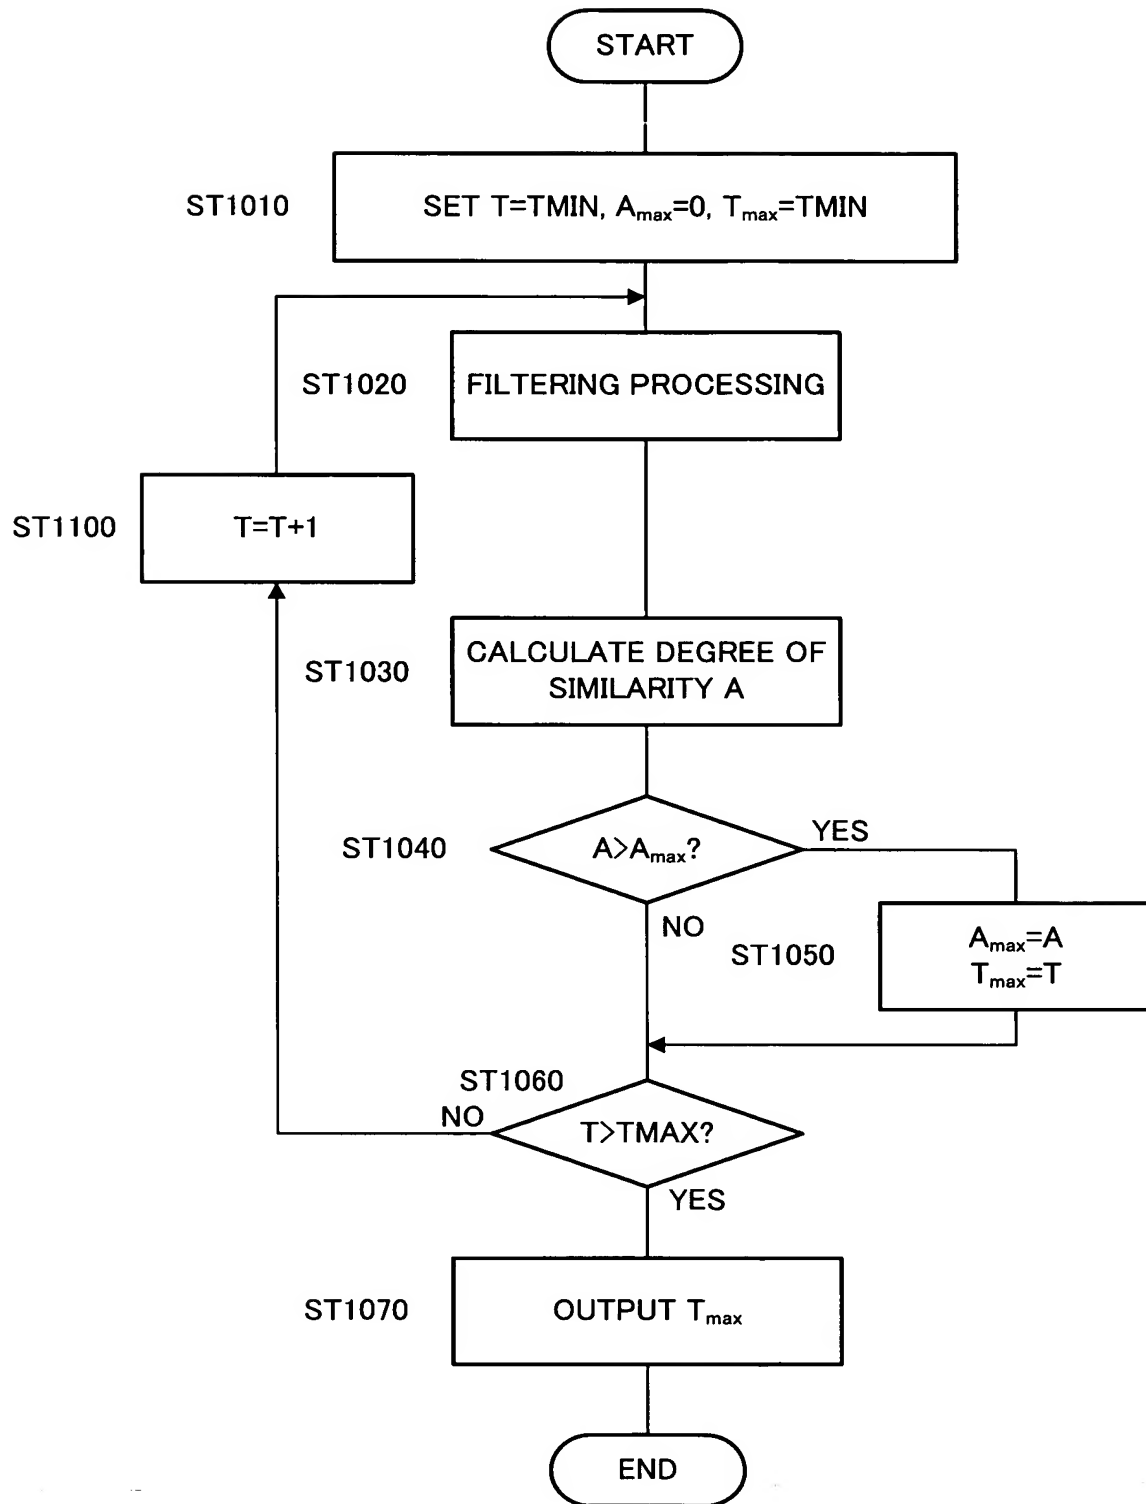 START
ST1010
SET T=TMIN, Amax=0, Tmax=TMIN
ST1020
FILTERING PROCESSING
ST1100
T=T+1
ST1030
CALCULATE DEGREE OF
SIMILARITY A
ST1040
A>Amax?
YES
NO
ST1050
Amax=A
Tmax=T
ST1060
NO
T>TMAX?
YES
ST1070
OUTPUT Tmax
END